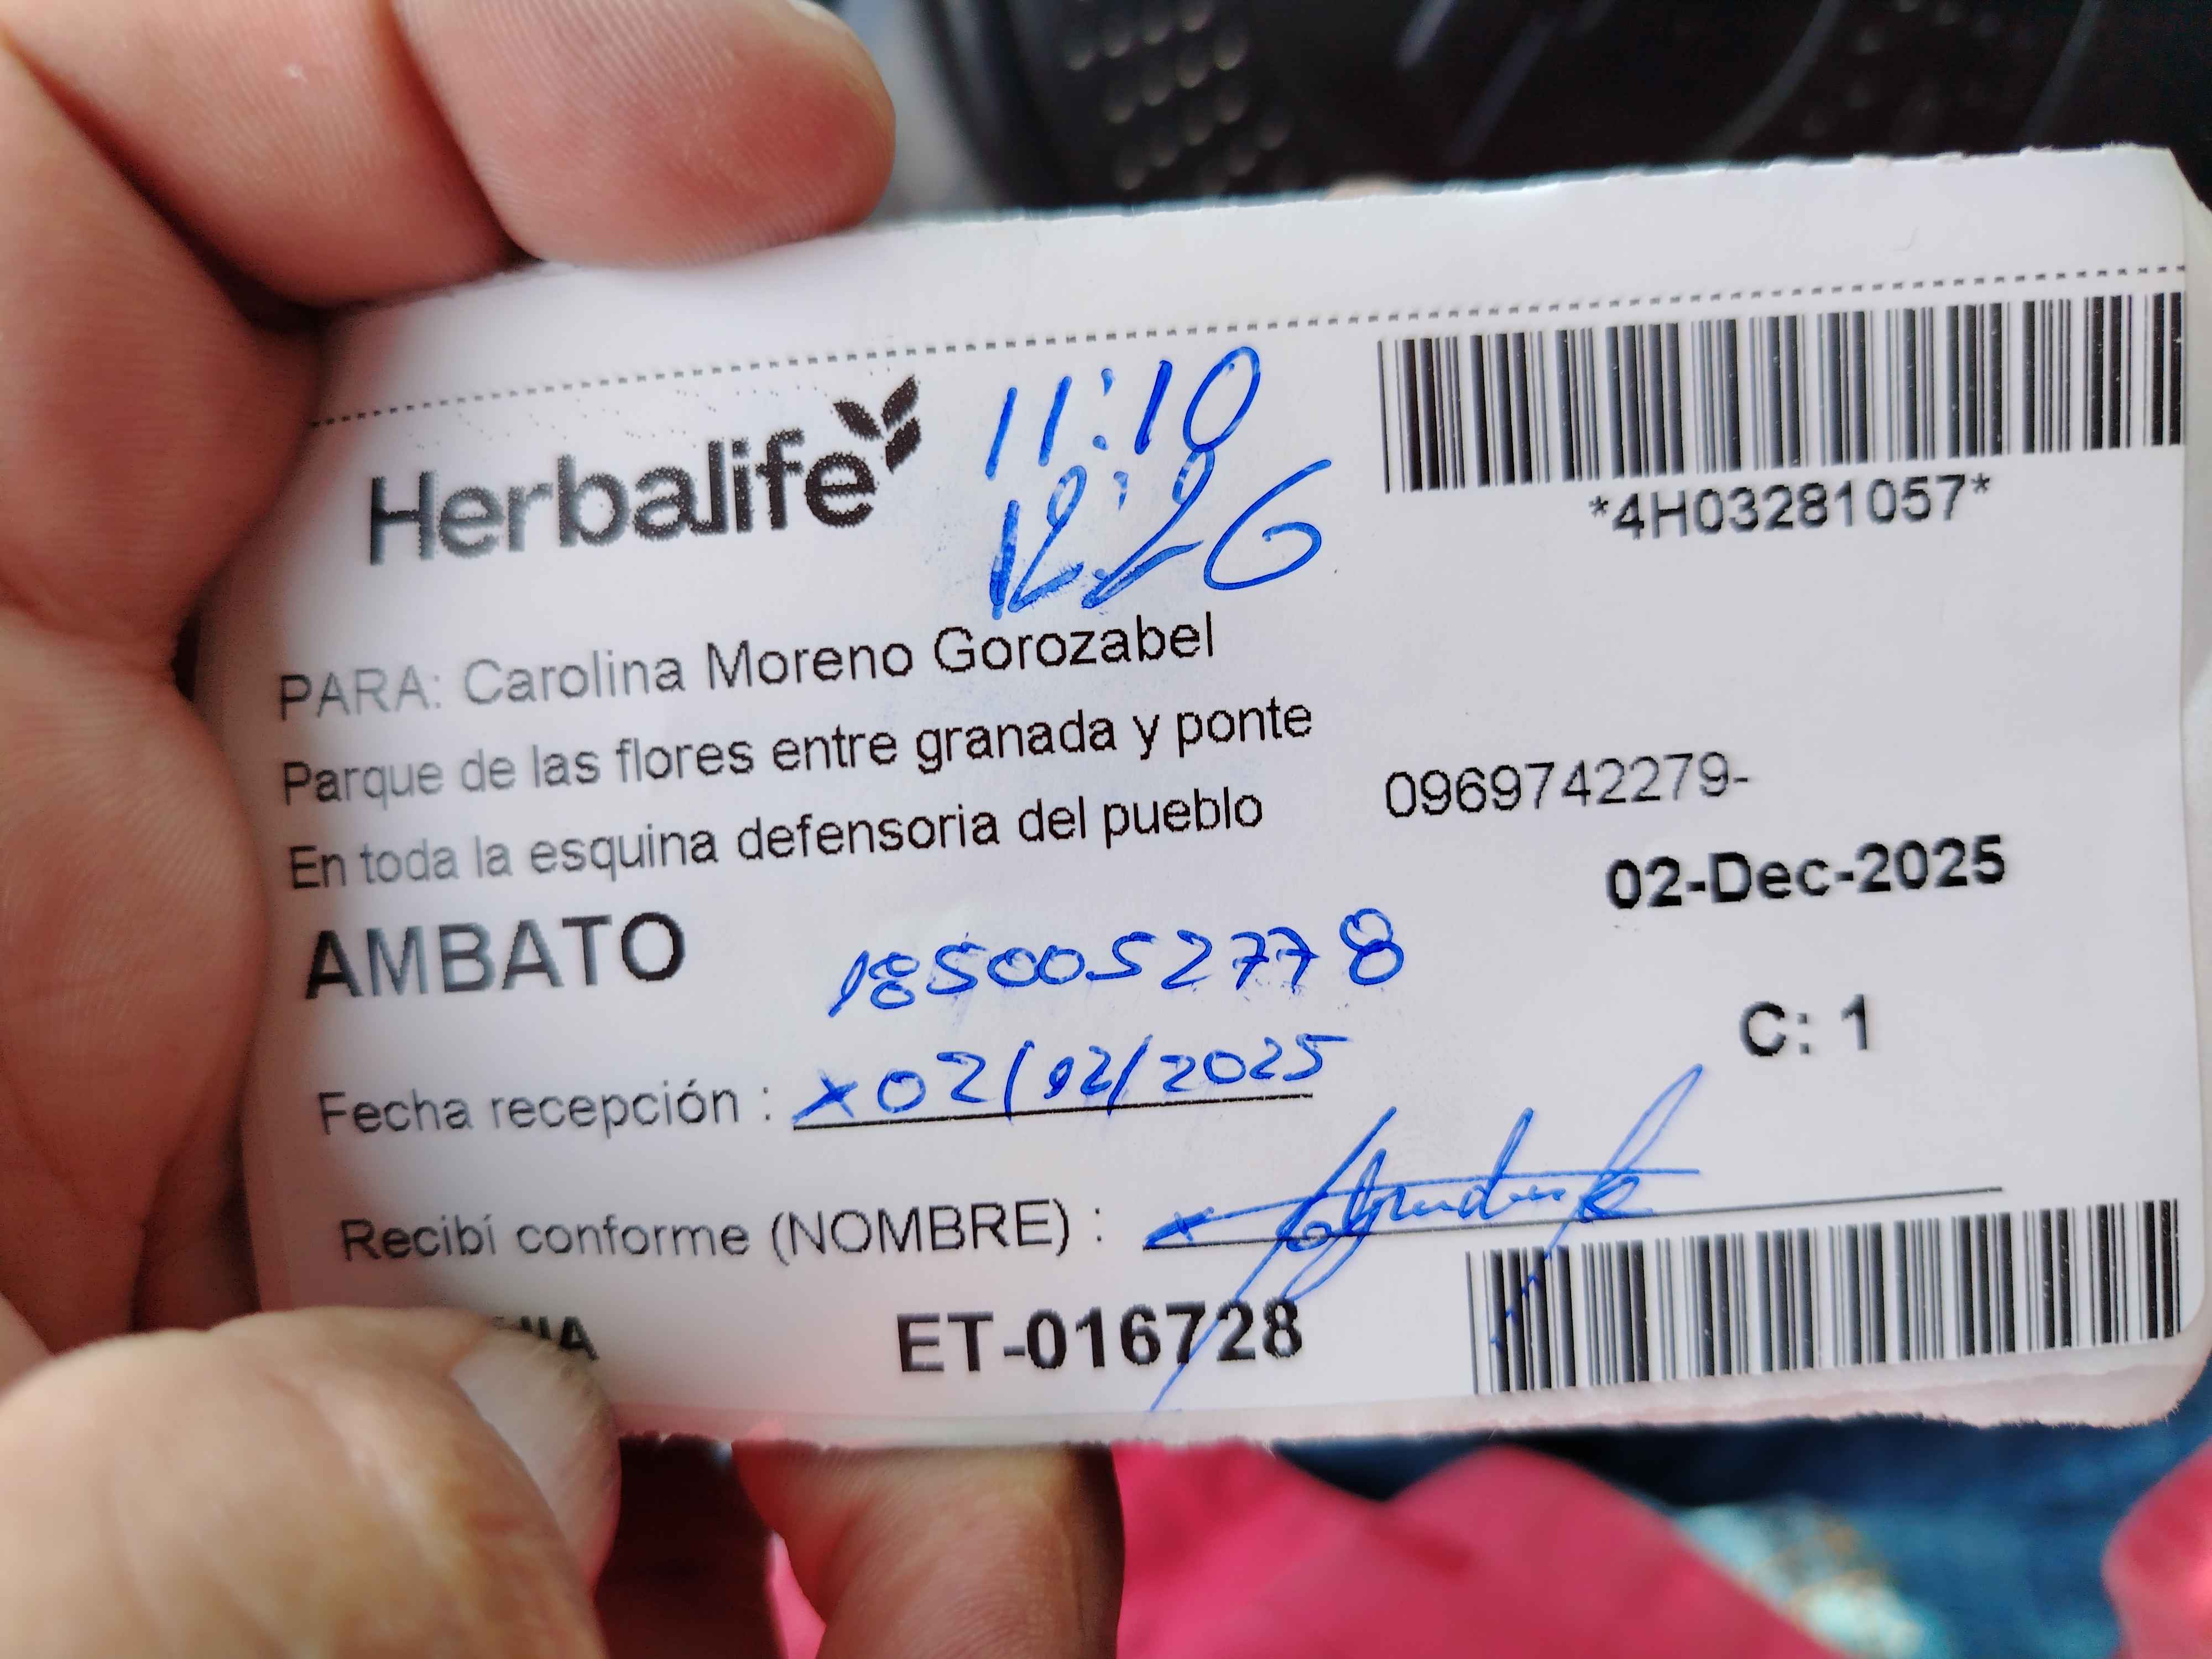 Herbalife
11:10
12:26
*4H03281057*
PARA: Carolina Moreno Gorozabel
Parque de las flores entre granada y ponte
En toda la esquina defensoria del pueblo
0969742279-
02-Dec-2025
AMBATO
1850052778
C: 1
Fecha recepción : x 02/12/2025
Recibí conforme (NOMBRE) : x
ET-016728